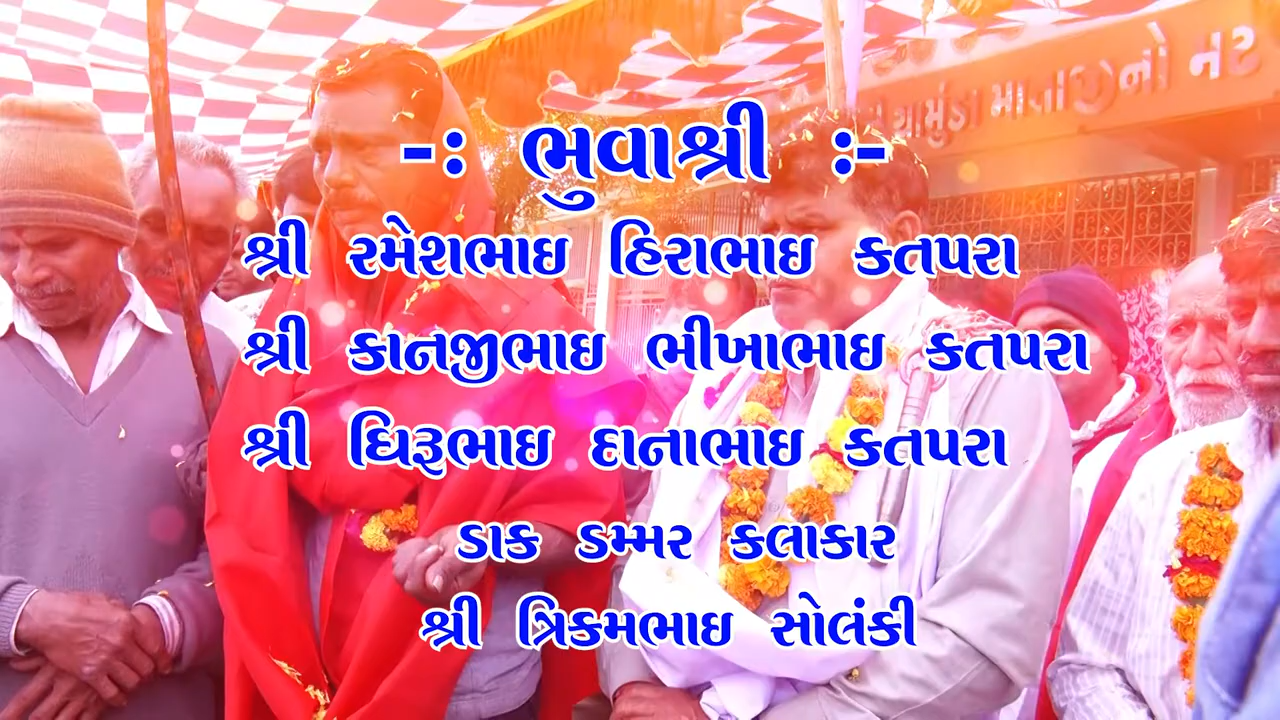 ચામુંડા માતાજીનો
-ઃ ભુવાશ્રી ઃ-
શ્રી રમેશભાઇ હિરાભાઇ કતપરા
શ્રી કાનજીભાઇ ભીખાભાઇ કતપરા
શ્રી ધિરૂભાઇ દાનાભાઇ કતપરા
ડાક ડમ્મર કલાકાર
શ્રી ત્રિકમભાઇ સોલંકી